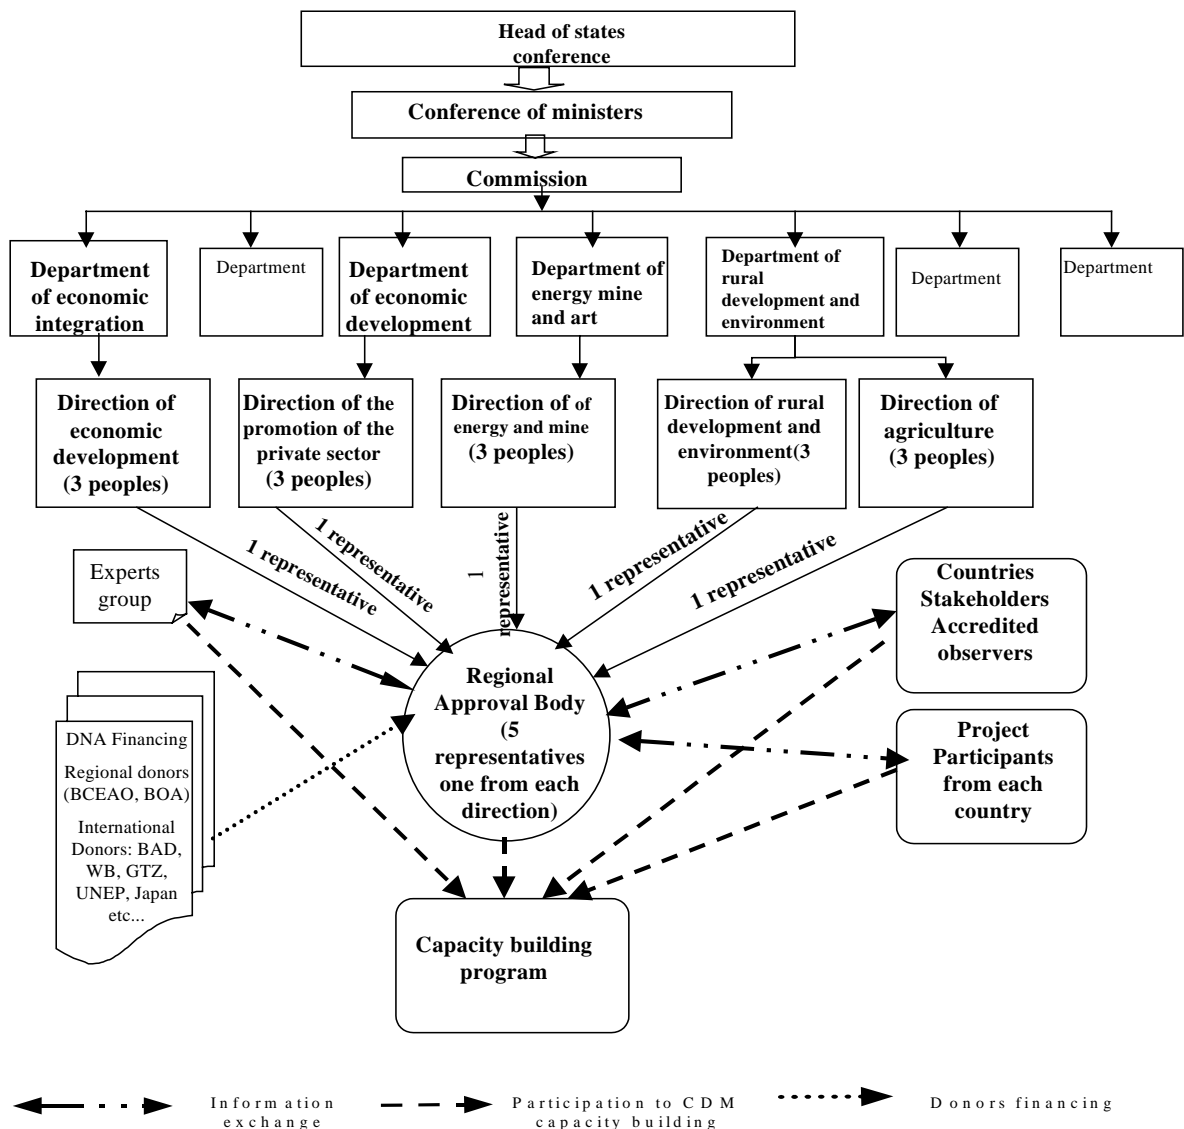 Head of states
conference
Conference of ministers
Commission
Department
of economic
integration
Department
Department
of economic
development
Department of
energy mine
and art
Department of
rural
development and
environment
Department
Department
Direction of
economic
development
(3 peoples)
Direction of the
promotion of the
private sector
(3 peoples)
Direction of of
energy and mine
(3 peoples)
Direction of rural
development and
environment(3
peoples)
Direction of
agriculture
(3 peoples)
1 representative
1 representative
1
representative
1 representative
1 representative
Experts
group
Countries
Stakeholders
Accredited
observers
Regional
Approval Body
(5
representatives
one from each
direction)
DNA Financing
Regional donors
(BCEAO, BOA)
International
Donors: BAD,
WB, GTZ,
UNEP, Japan
etc...
Project
Participants
from each
country
Capacity building
program
Information
exchange
Participation to CDM
capacity building
Donors financing